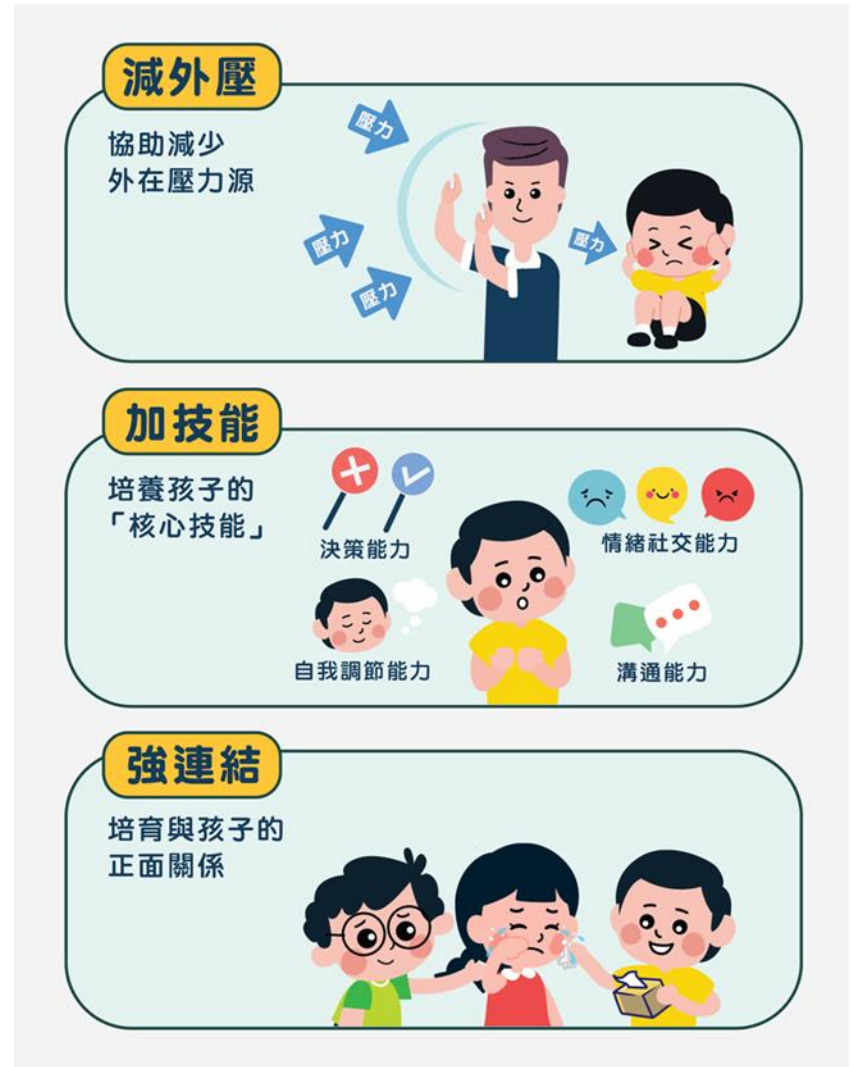 減外壓
協助減少
外在壓力源
壓力
壓力
壓力
壓力
加技能
培養孩子的
「核心技能」
決策能力
情緒社交能力
自我調節能力
溝通能力
強連結
培育與孩子的
正面關係